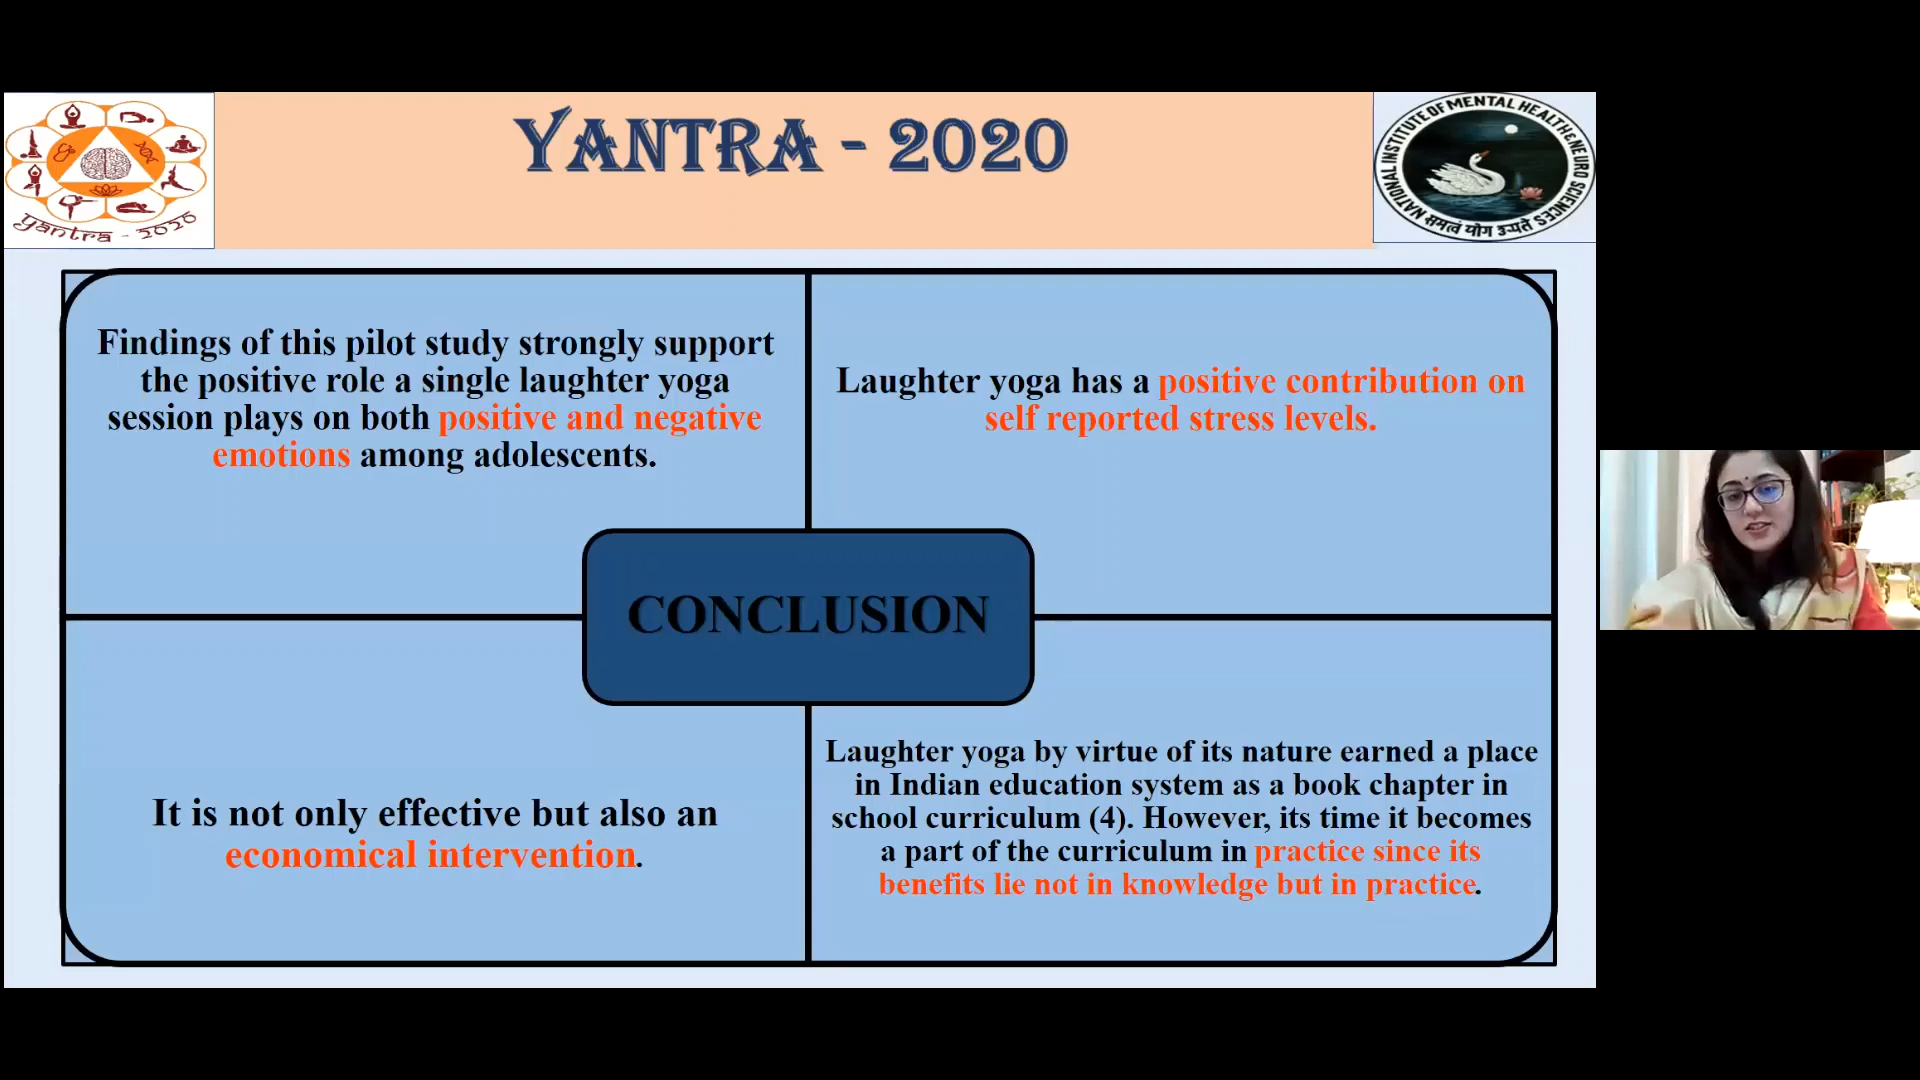 YANTRA - 2020
yantra - 2020
NATIONAL INSTITUTE OF MENTAL HEALTH & NEURO SCIENCES
समत्वं योग उच्यते
Findings of this pilot study strongly support
the positive role a single laughter yoga
session plays on both positive and negative
emotions among adolescents.
Laughter yoga has a positive contribution on
self reported stress levels.
CONCLUSION
It is not only effective but also an
economical intervention.
Laughter yoga by virtue of its nature earned a place
in Indian education system as a book chapter in
school curriculum (4). However, its time it becomes
a part of the curriculum in practice since its
benefits lie not in knowledge but in practice.